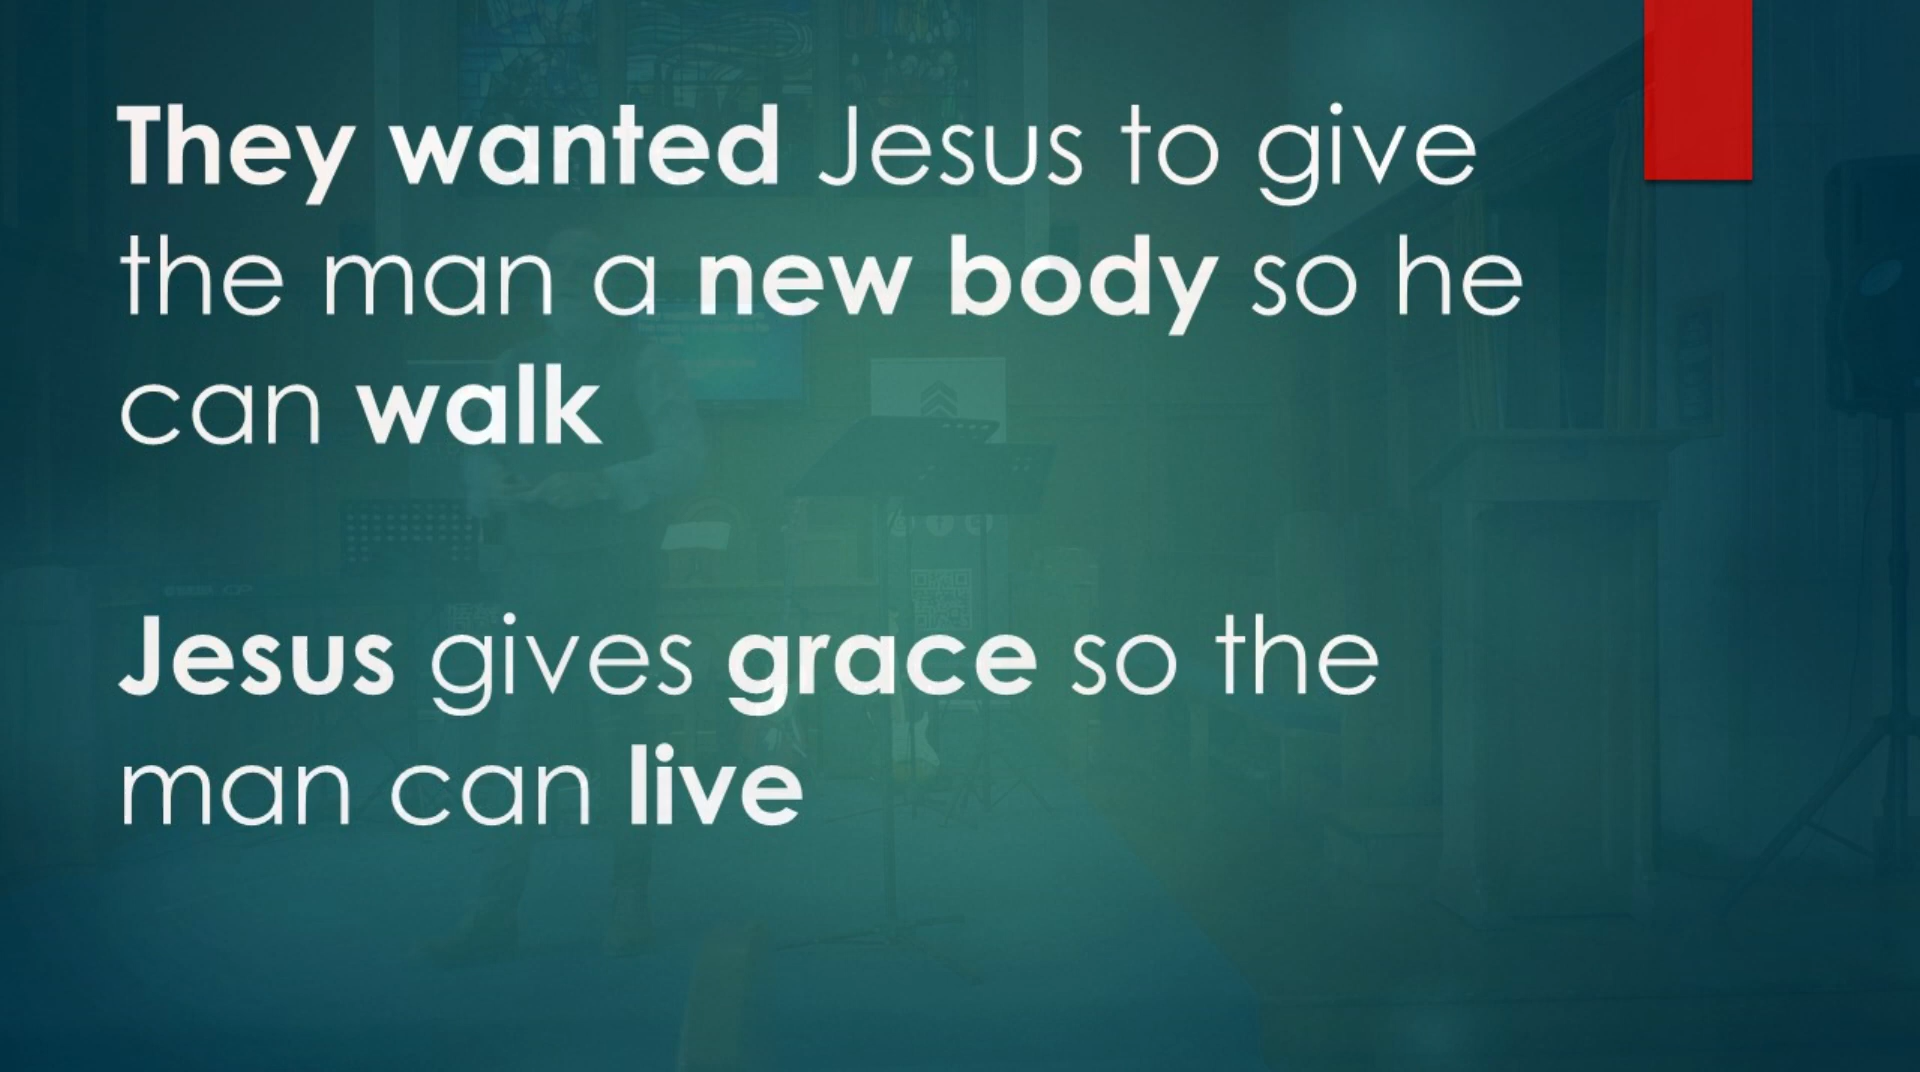 They wanted Jesus to give
the man a new body so he
can walk
Jesus gives grace so the
man can live